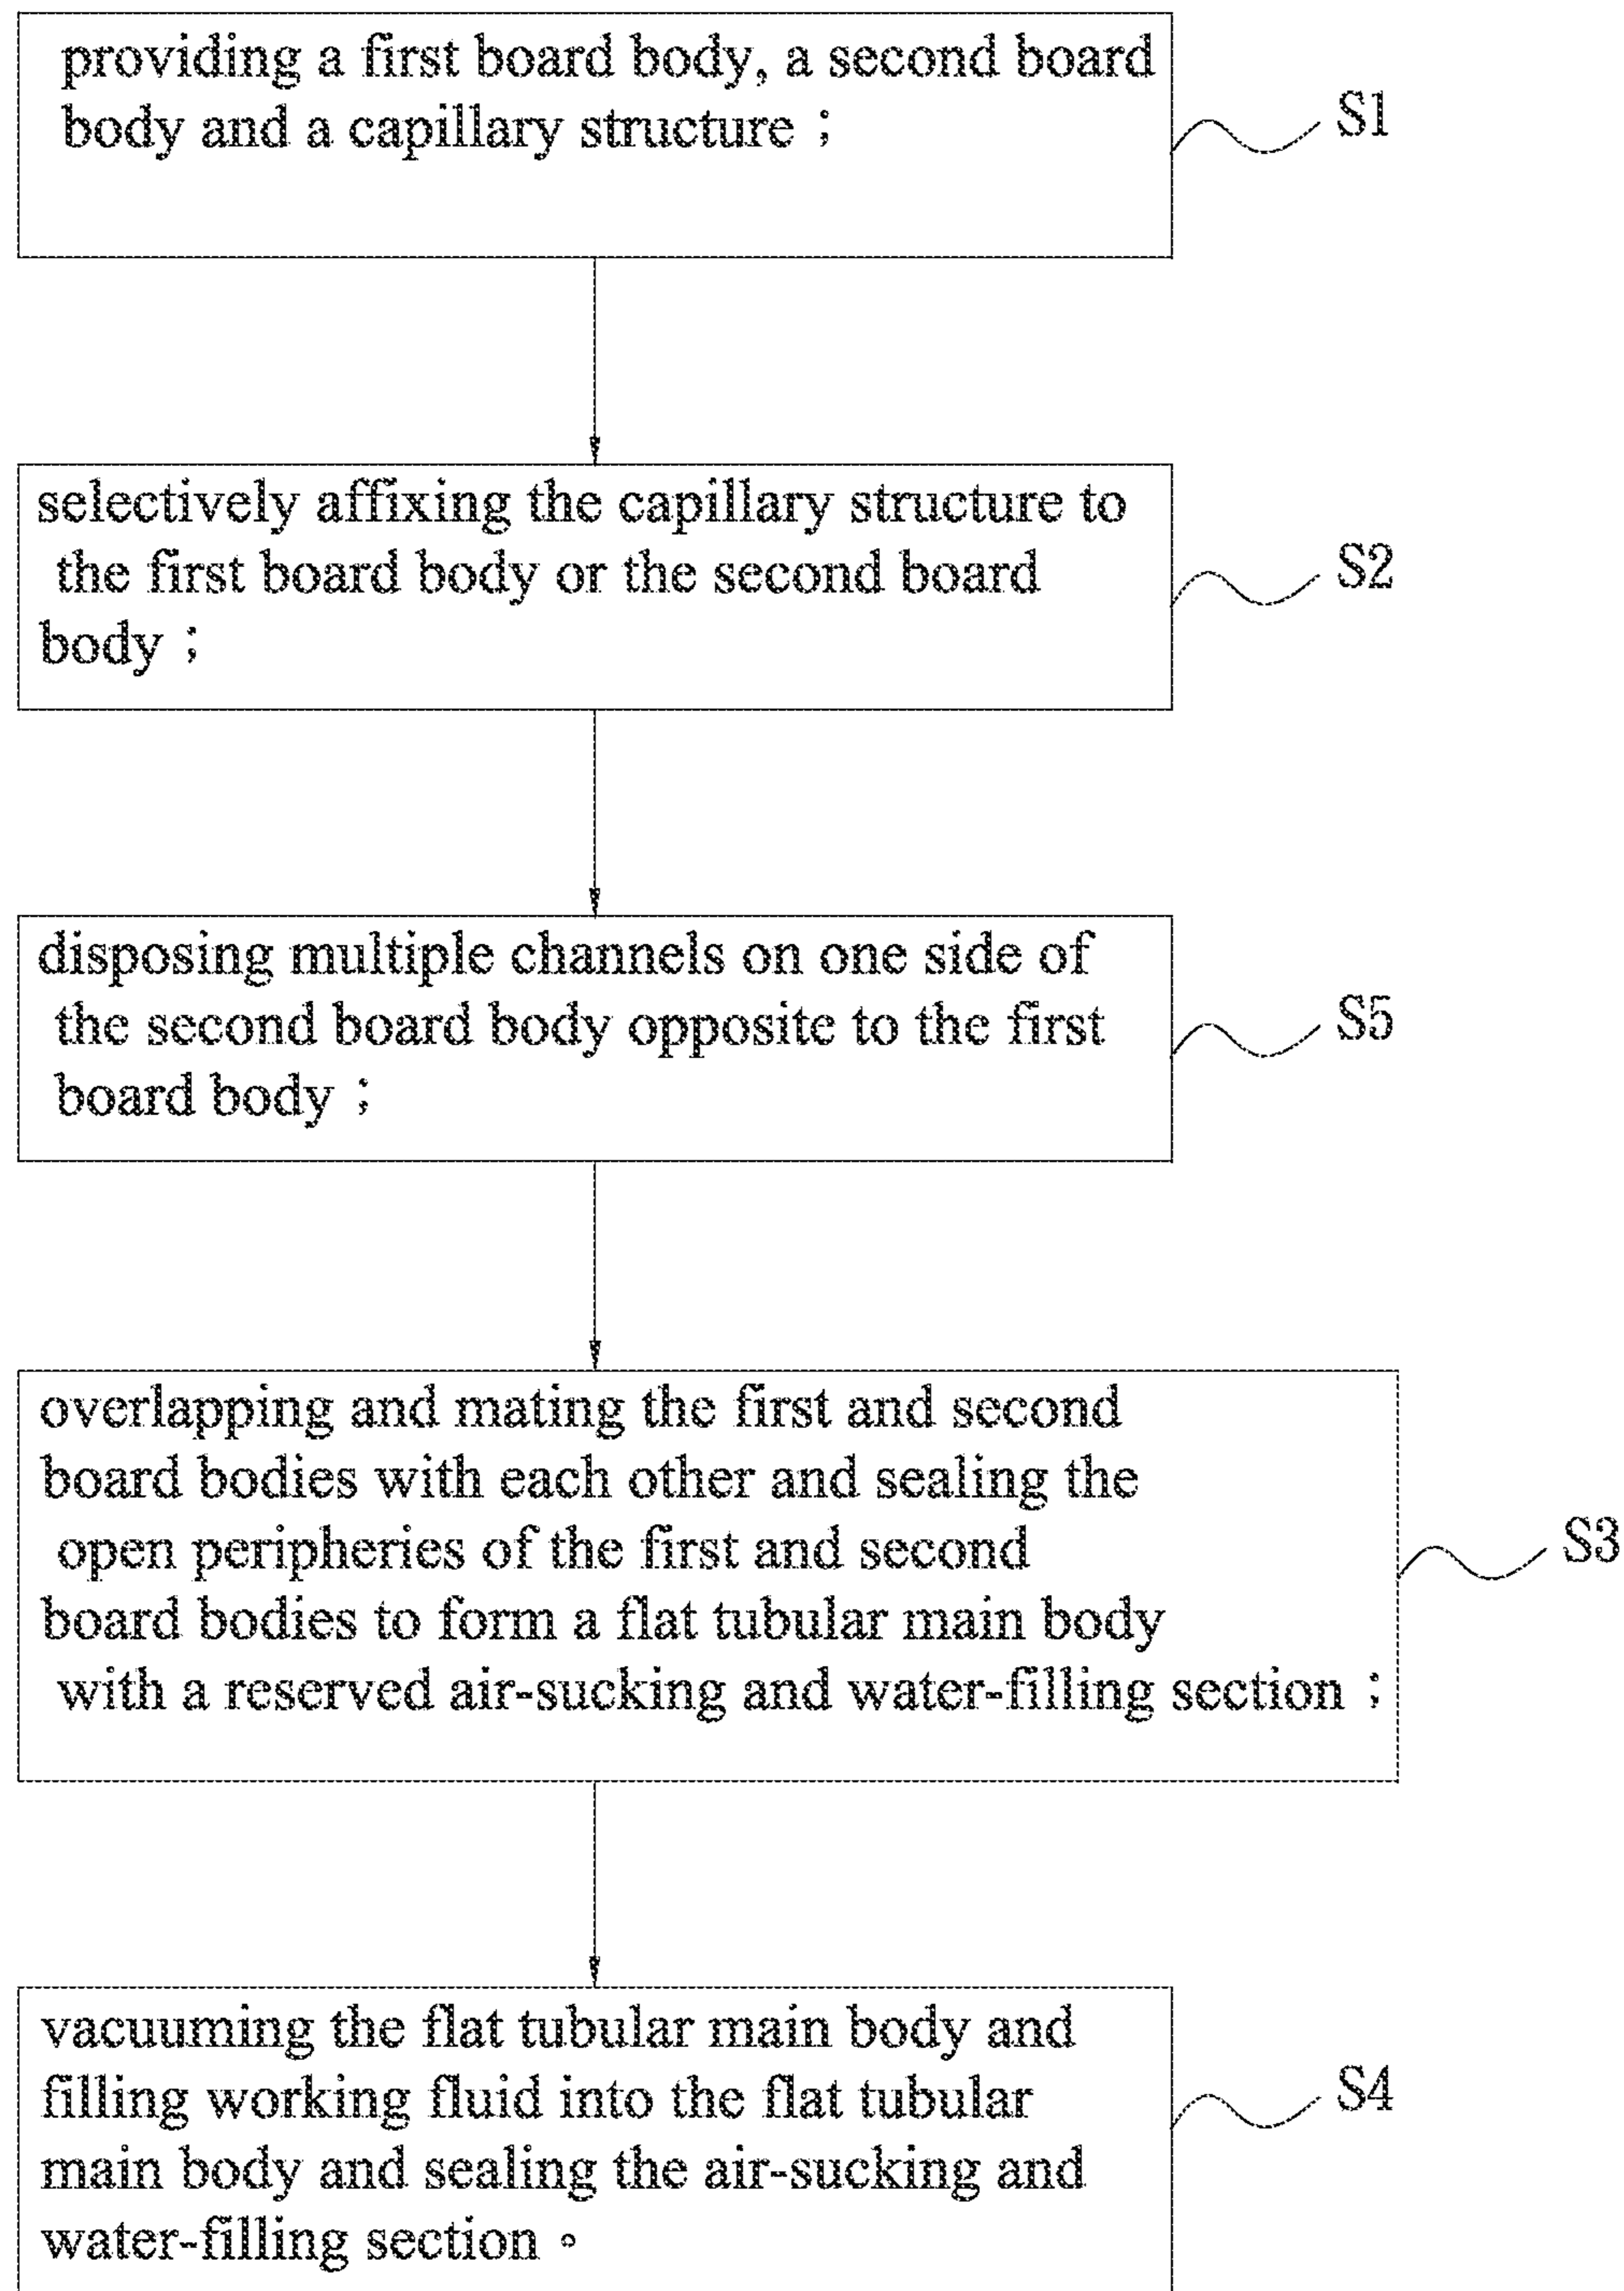 providing a first board body, a second board
body and a capillary structure ;
S1
selectively affixing the capillary structure to
the first board body or the second board
body ;
S2
disposing multiple channels on one side of
the second board body opposite to the first
board body ;
S5
overlapping and mating the first and second
board bodies with each other and sealing the
open peripheries of the first and second
board bodies to form a flat tubular main body
with a reserved air-sucking and water-filling section ;
S3
vacuuming the flat tubular main body and
filling working fluid into the flat tubular
main body and sealing the air-sucking and
water-filling section 。
S4